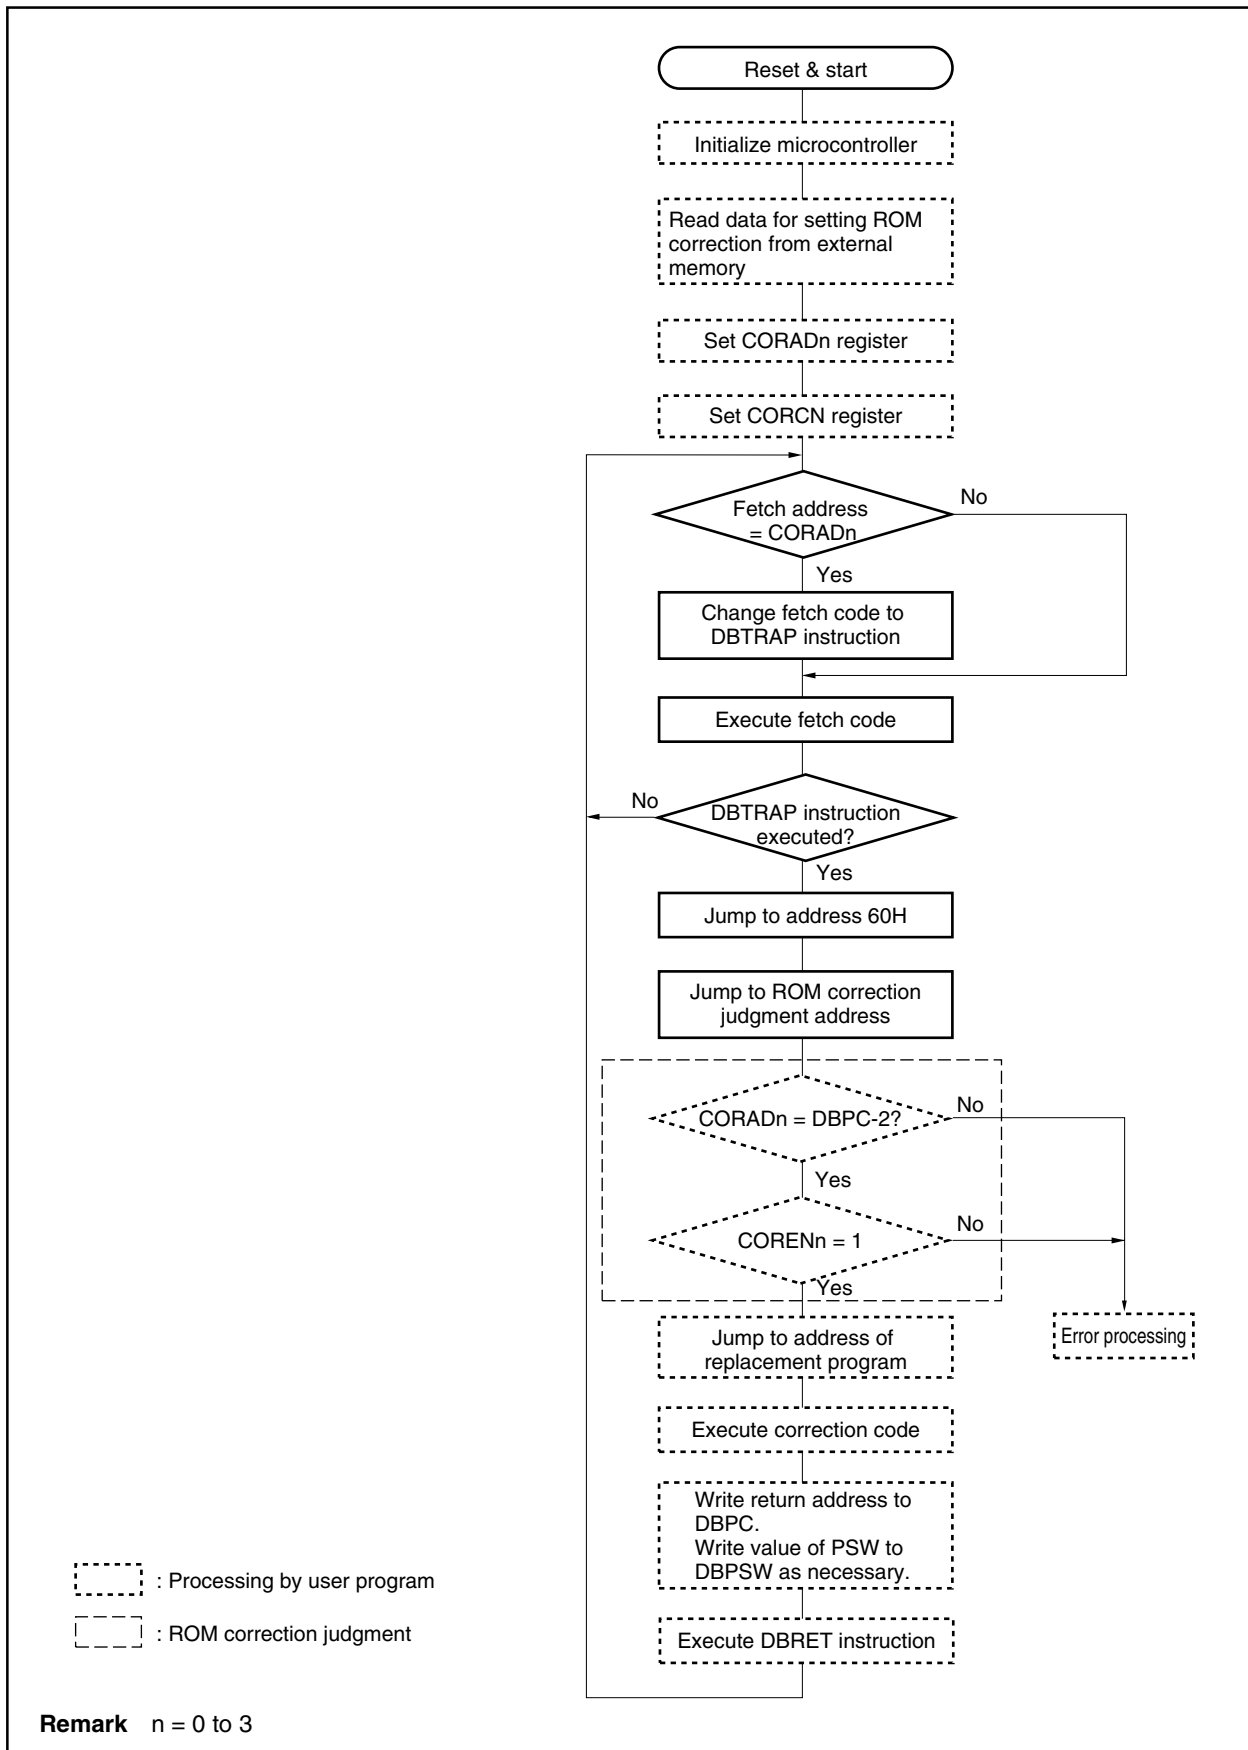 Reset & start
Initialize microcontroller
Read data for setting ROM
correction from external
memory
Set CORADn register
Set CORCN register
Fetch address
= CORADn
No
Yes
Change fetch code to
DBTRAP instruction
Execute fetch code
No
DBTRAP instruction
executed?
Yes
Jump to address 60H
Jump to ROM correction
judgment address
CORADn = DBPC-2?
No
Yes
CORENn = 1
No
Yes
Jump to address of
replacement program
Error processing
Execute correction code
Write return address to
DBPC.
Write value of PSW to
DBPSW as necessary.
Execute DBRET instruction
: Processing by user program
: ROM correction judgment
Remark n = 0 to 3